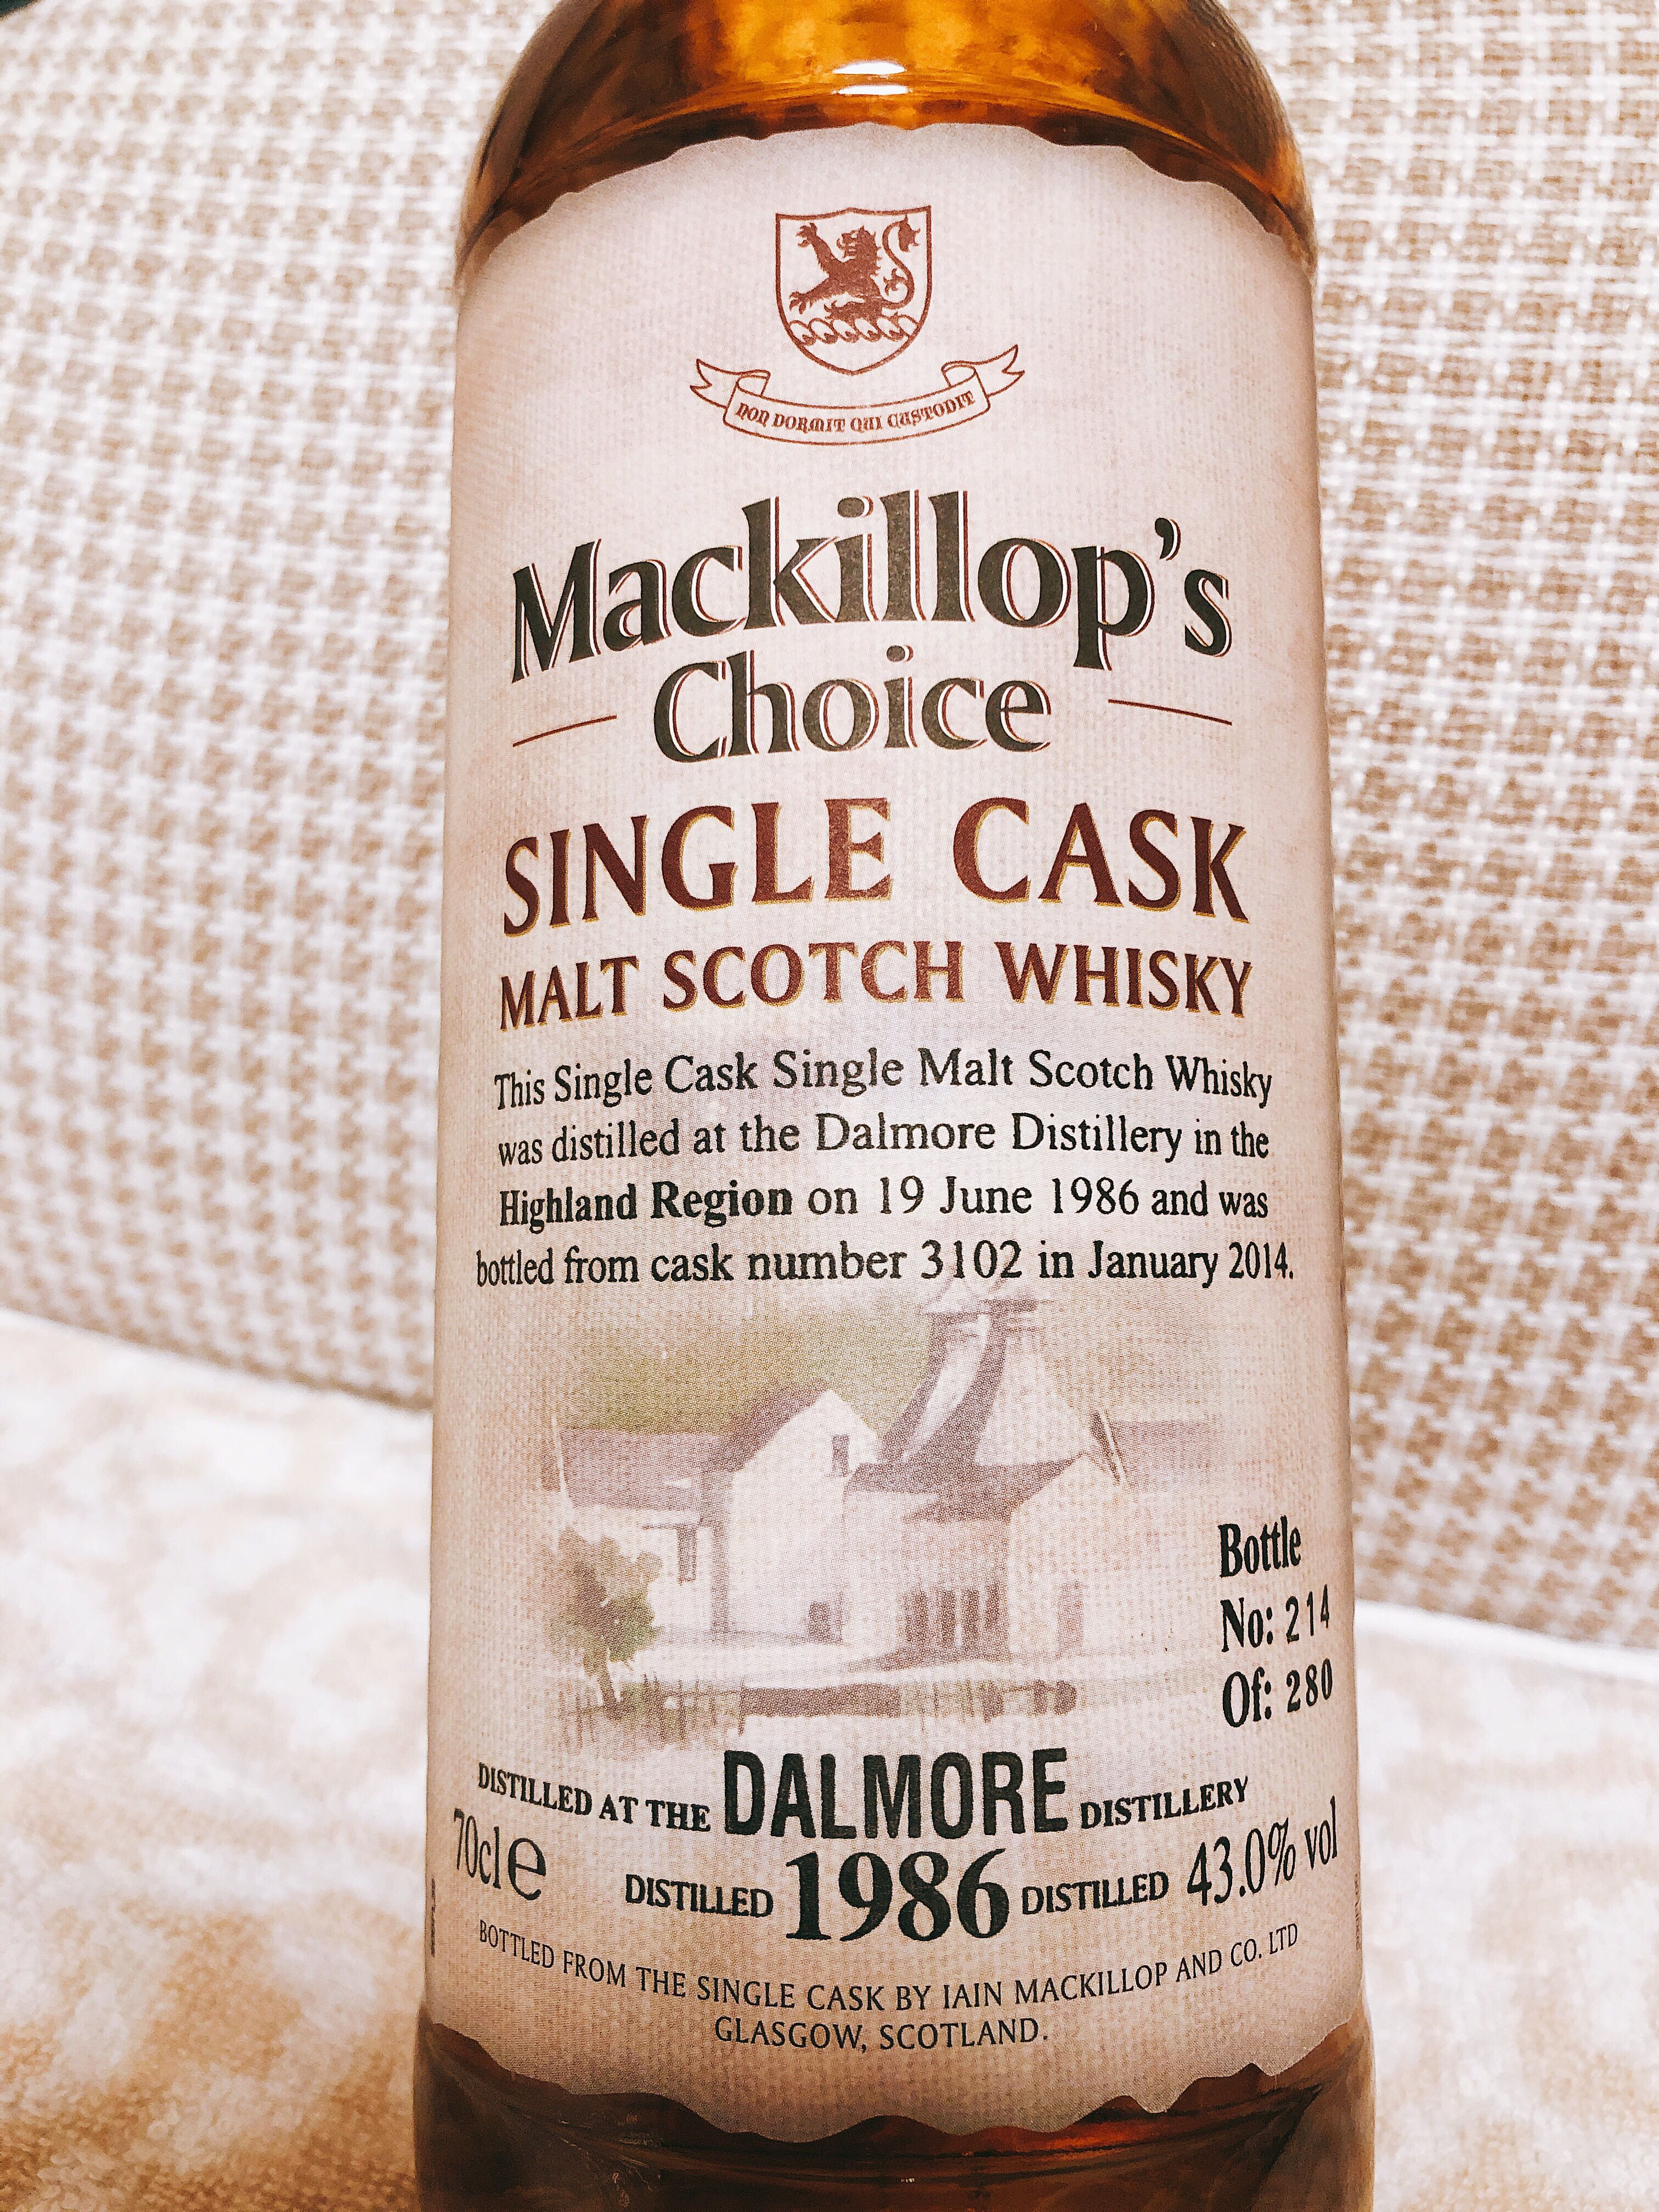 NON DORMIT QUI CUSTODIT
Mackillop's
Choice
SINGLE CASK
MALT SCOTCH WHISKY
This Single Cask Single Malt Scotch Whisky
was distilled at the Dalmore Distillery in the
Highland Region on 19 June 1986 and was
bottled from cask number 3102 in January 2014.
Bottle
No: 214
Of: 280
DISTILLED AT THE DALMORE DISTILLERY
70cl e DISTILLED 1986 DISTILLED 43.0% vol
BOTTLED FROM THE SINGLE CASK BY IAIN MACKILLOP AND CO. LTD
GLASGOW, SCOTLAND.